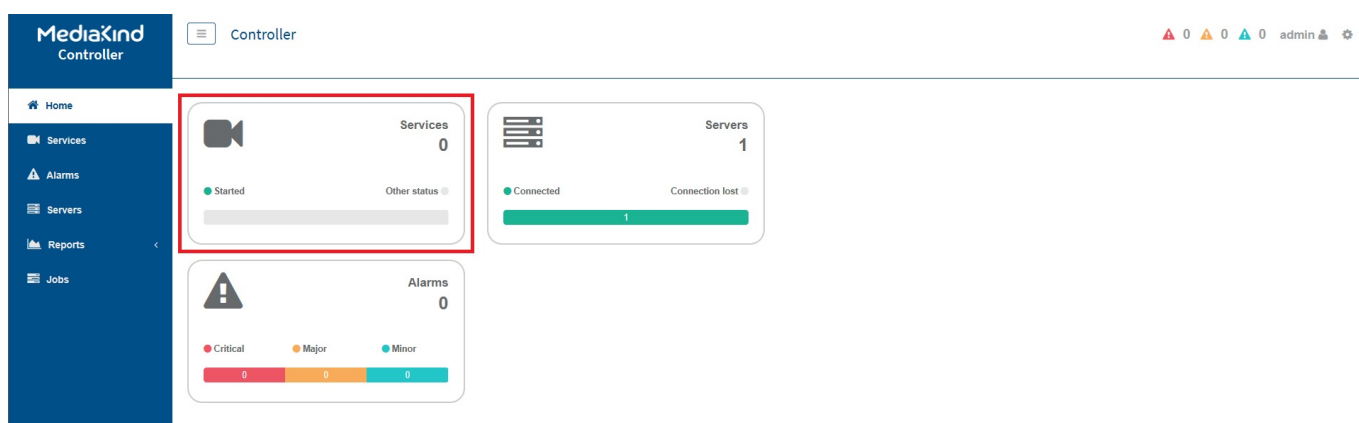 MediaKind
Controller
Controller
0 0 0 admin
Home
Services
Alarms
Servers
Reports
Jobs
Services
0
Started Other status
Servers
1
Connected Connection lost
1
Alarms
0
Critical Major Minor
0 0 0